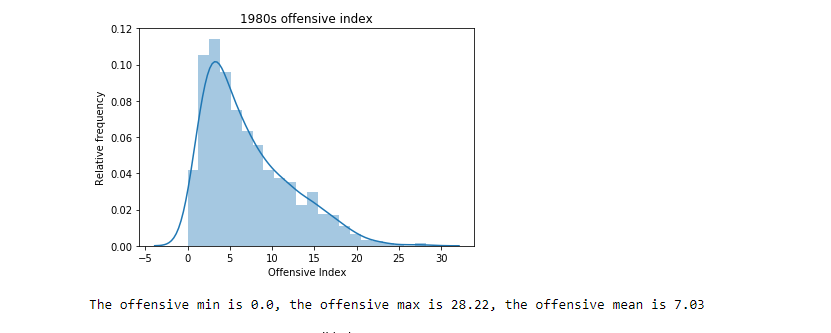 1980s offensive index
0.12
0.10
0.08
0.06
0.04
0.02
0.00
Relative frequency
-5 0 5 10 15 20 25 30
Offensive Index
The offensive min is 0.0, the offensive max is 28.22, the offensive mean is 7.03